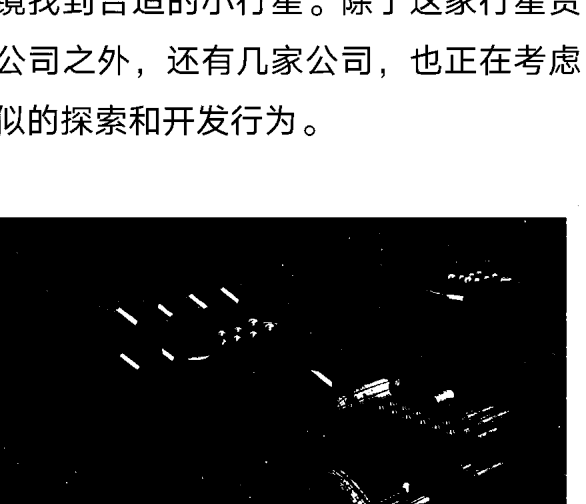 镜找到合适的小行星。除了这家行星资
公司之外，还有几家公司，也正在考虑
似的探索和开发行为。